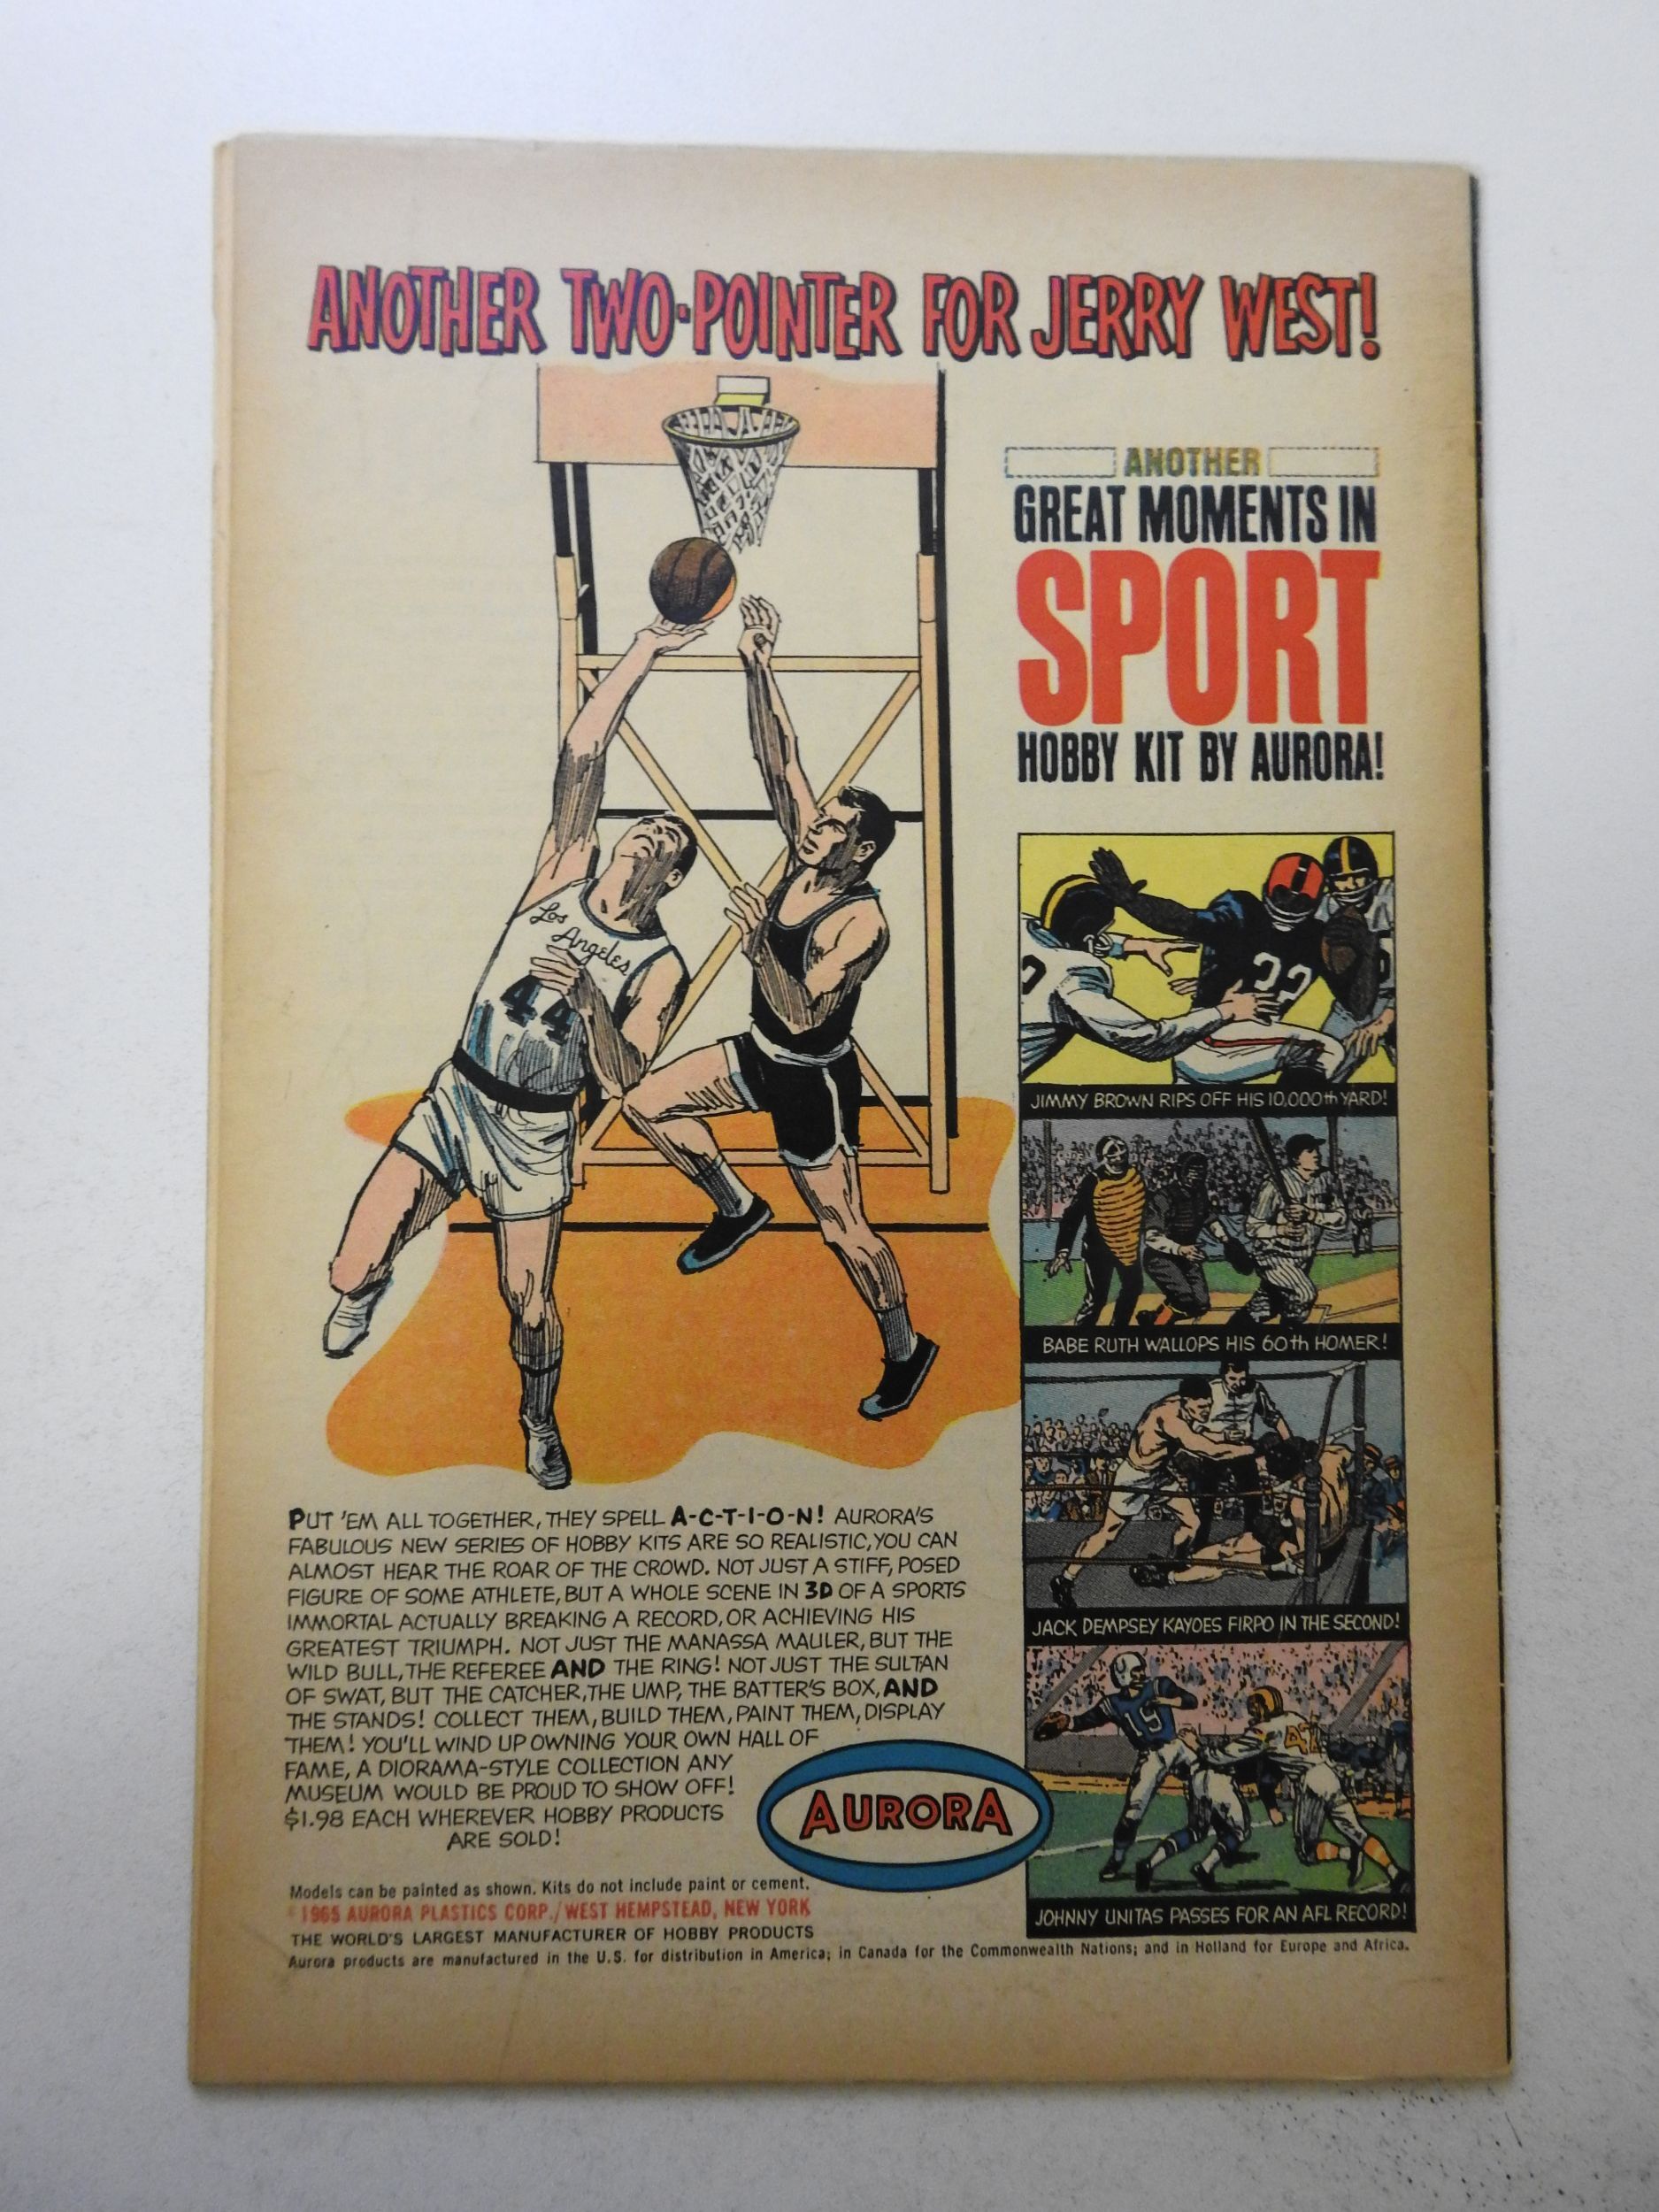 ANOTHER TWO-POINTER FOR JERRY WEST!
ANOTHER
GREAT MOMENTS IN
SPORT
HOBBY KIT BY AURORA!
Los
Angeles
44
32
JIMMY BROWN RIPS OFF HIS 10,000th YARD!
BABE RUTH WALLOPS HIS 60th HOMER!
JACK DEMPSEY KAYOES FIRPO IN THE SECOND!
19
JOHNNY UNITAS PASSES FOR AN AFL RECORD!
PUT 'EM ALL TOGETHER, THEY SPELL A-C-T-I-O-N! AURORA'S
FABULOUS NEW SERIES OF HOBBY KITS ARE SO REALISTIC, YOU CAN
ALMOST HEAR THE ROAR OF THE CROWD. NOT JUST A STIFF, POSED
FIGURE OF SOME ATHLETE, BUT A WHOLE SCENE IN 3D OF A SPORTS
IMMORTAL ACTUALLY BREAKING A RECORD, OR ACHIEVING HIS
GREATEST TRIUMPH. NOT JUST THE MANASSA MAULER, BUT THE
WILD BULL, THE REFEREE AND THE RING! NOT JUST THE SULTAN
OF SWAT, BUT THE CATCHER, THE UMP, THE BATTER'S BOX, AND
THE STANDS! COLLECT THEM, BUILD THEM, PAINT THEM, DISPLAY
THEM! YOU'LL WIND UP OWNING YOUR OWN HALL OF
FAME, A DIORAMA-STYLE COLLECTION ANY
MUSEUM WOULD BE PROUD TO SHOW OFF!
$1.98 EACH WHEREVER HOBBY PRODUCTS
ARE SOLD!
AURORA
Models can be painted as shown. Kits do not include paint or cement.
© 1965 AURORA PLASTICS CORP./WEST HEMPSTEAD, NEW YORK
THE WORLD'S LARGEST MANUFACTURER OF HOBBY PRODUCTS
Aurora products are manufactured in the U.S. for distribution in America; in Canada for the Commonwealth Nations; and in Holland for Europe and Africa.